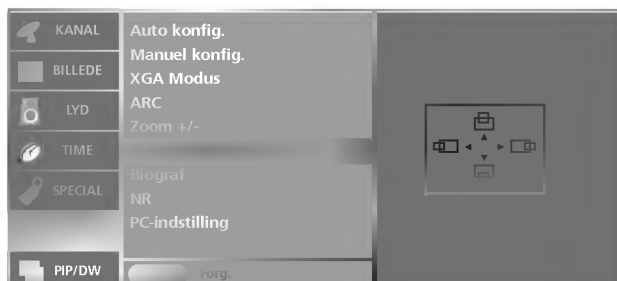 KANAL
BILLEDE
LYD
TIME
SPECIAL
PIP/DW
Auto konfig.
Manuel konfig.
XGA Modus
ARC
Zoom +/-
Biograf
NR
PC-indstilling
Forg.